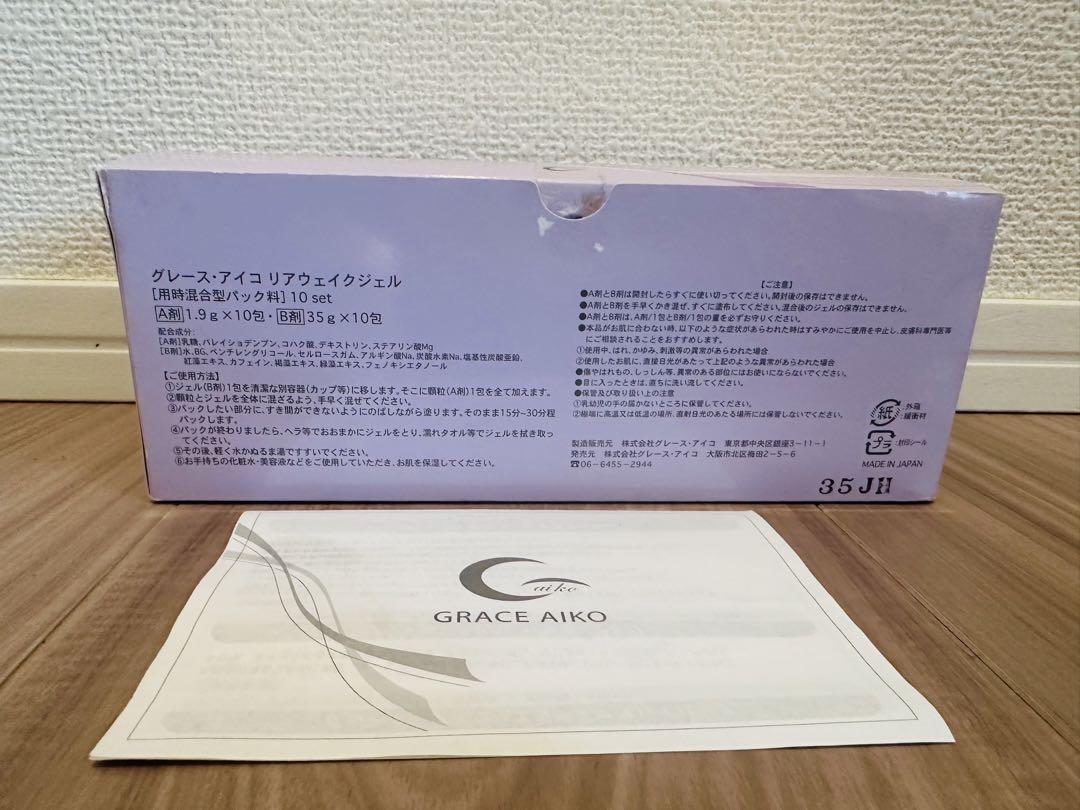 グレース・アイコ リアウェイクジェル
[用時混合型パック料] 10 set
A剤 1.9g×10包・B剤 35g×10包
配合成分:
[A剤]乳糖、バレイショデンプン、コハク酸、デキストリン、ステアリン酸Mg
[B剤]水、BG、ペンチレングリコール、セルロースガム、アルギン酸Na、炭酸水素Na、塩基性炭酸亜鉛、
紅藻エキス、カフェイン、褐藻エキス、緑藻エキス、フェノキシエタノール
【ご使用方法】
①ジェル(B剤)1包を清潔な別容器(カップ等)に移します。そこに顆粒(A剤)1包を全て加えます。
②顆粒とジェルを全体に混ざるよう、手早く混ぜてください。
③パックしたい部分に、すき間ができないようにのばしながら塗ります。そのまま15分~30分程
パックします。
④パックが終わりましたら、ヘラ等でおおまかにジェルをとり、濡れタオル等でジェルを拭き取っ
てください。
⑤その後、軽く水かぬるま湯ですすいでください。
⑥お手持ちの化粧水・美容液などをご使用していただき、お肌を保湿してください。
【ご注意】
●A剤とB剤は開封したらすぐに使い切ってください。開封後の保存はできません。
●A剤とB剤を手早くかき混ぜ、すぐに塗布してください。混合後のジェルの保存はできません。
●A剤とB剤は、A剤/1包とB剤/1包の量を必ずお守りください。
●本品がお肌に合わない時、以下のような症状があらわれた時はすみやかにご使用を中止し、皮膚科専門医等
にご相談されることをおすすめします。
①使用中、はれ、かゆみ、刺激等の異常があらわれた場合
②使用したお肌に、直接日光があたって上記のような異常があらわれた場合
●傷やはれもの、しっしん等、異常のある部位にはお使いにならないでください。
●目に入ったときは、直ちに洗い流してください。
●保管及び取り扱い上の注意
①乳幼児の手の届かないところに保管してください。
②極端に高温又は低温の場所、直射日光のあたる場所には保管しないでください。
製造販売元 株式会社グレース・アイコ 東京都中央区銀座3-11-1
発売元 株式会社グレース・アイコ 大阪市北区梅田2-5-6
☎06-6455-2944
紙
:外箱
:緩衝材
プラ
:封印シール
MADE IN JAPAN
35JH
aiko
GRACE AIKO